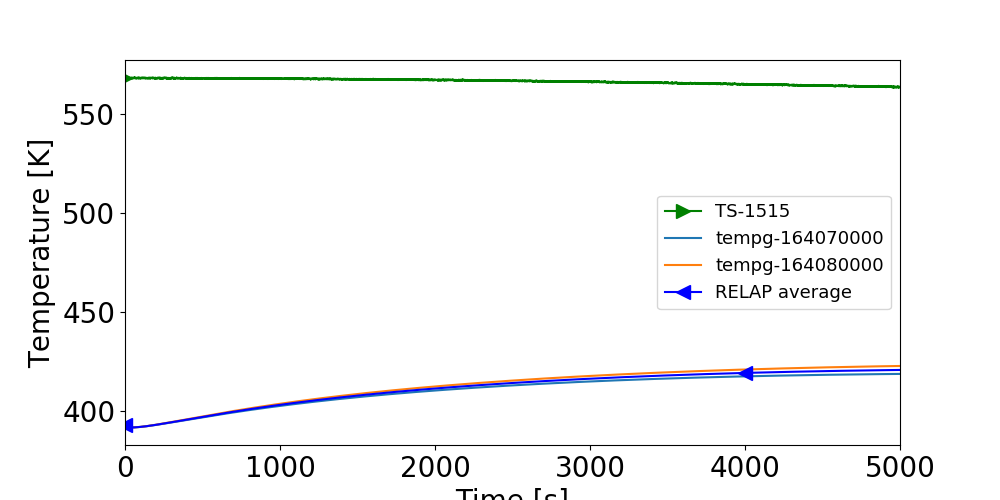 550
500
450
400
Temperature [K]
TS-1515
tempg-164070000
tempg-164080000
RELAP average
0 1000 2000 3000 4000 5000
Time [s]